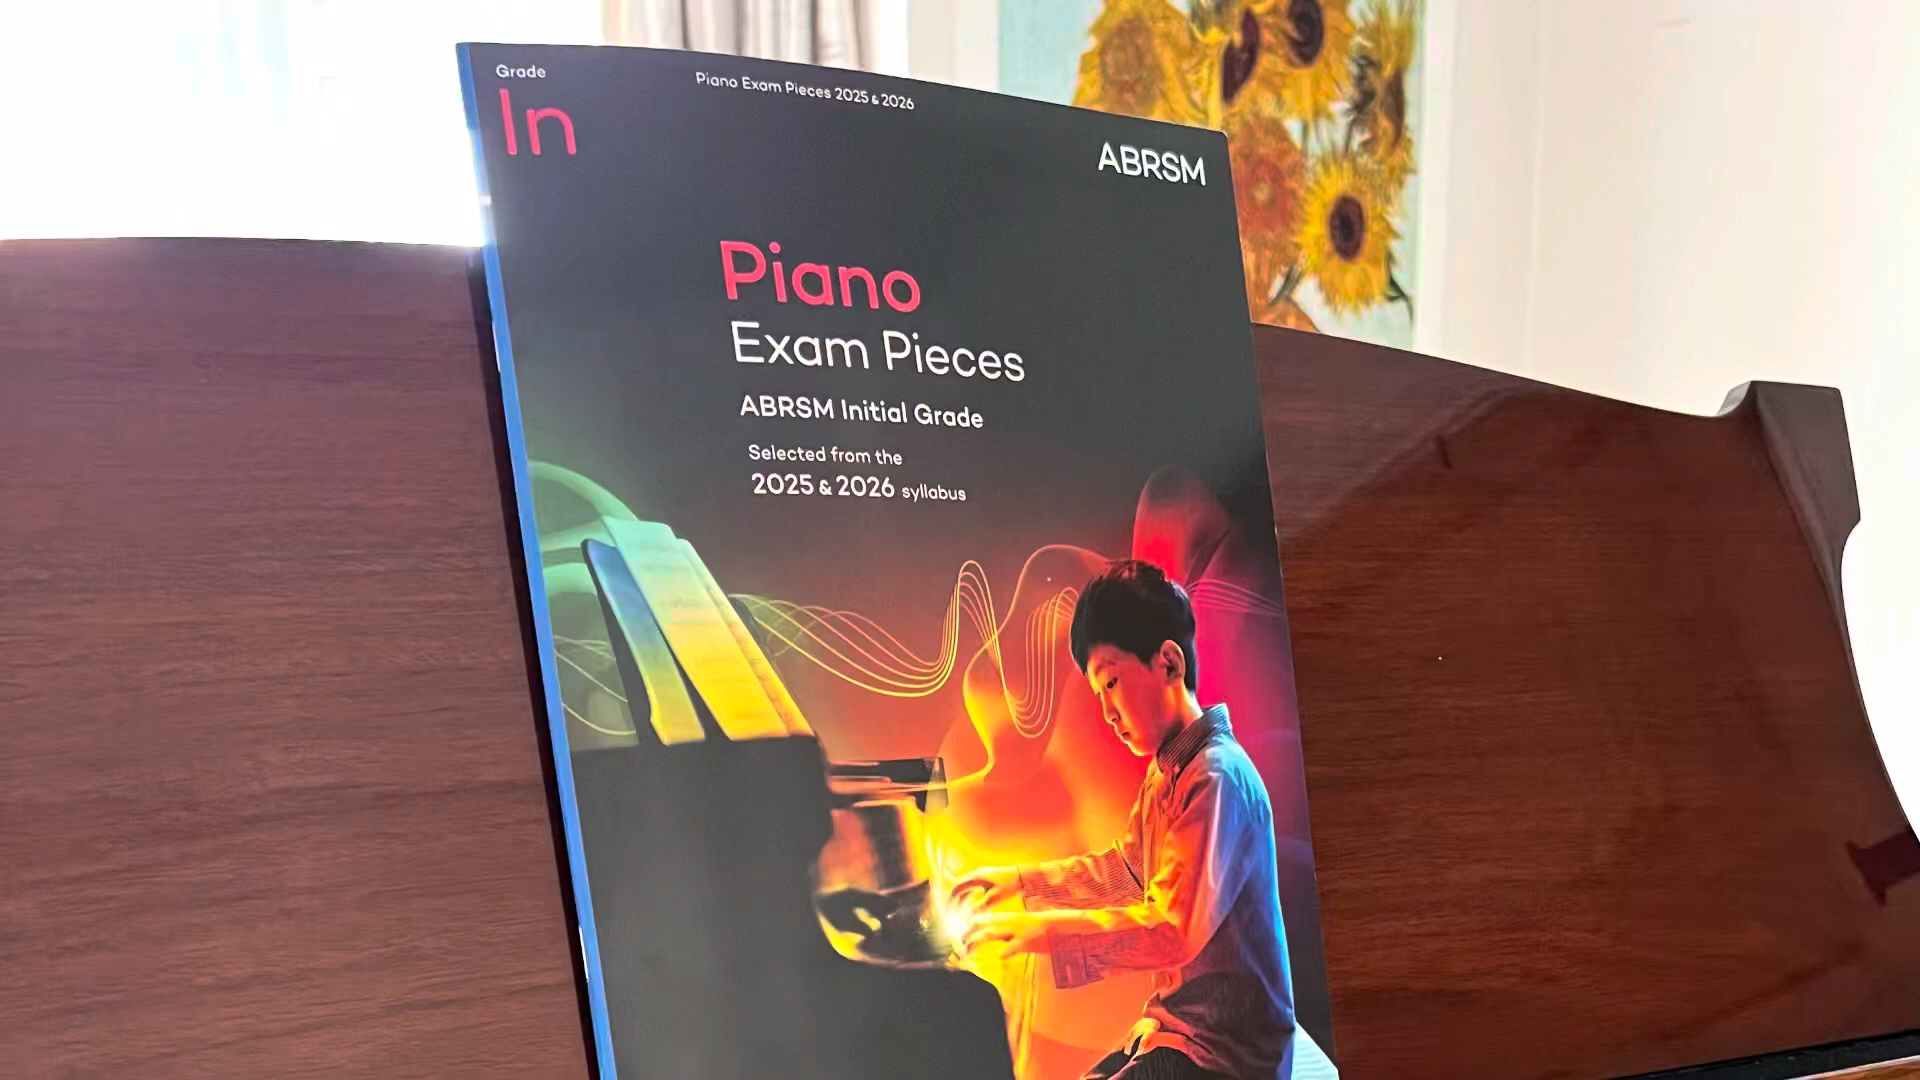 Grade
In
Piano Exam Pieces 2025 & 2026
ABRSM
Piano
Exam Pieces
ABRSM Initial Grade
Selected from the
2025 & 2026 syllabus